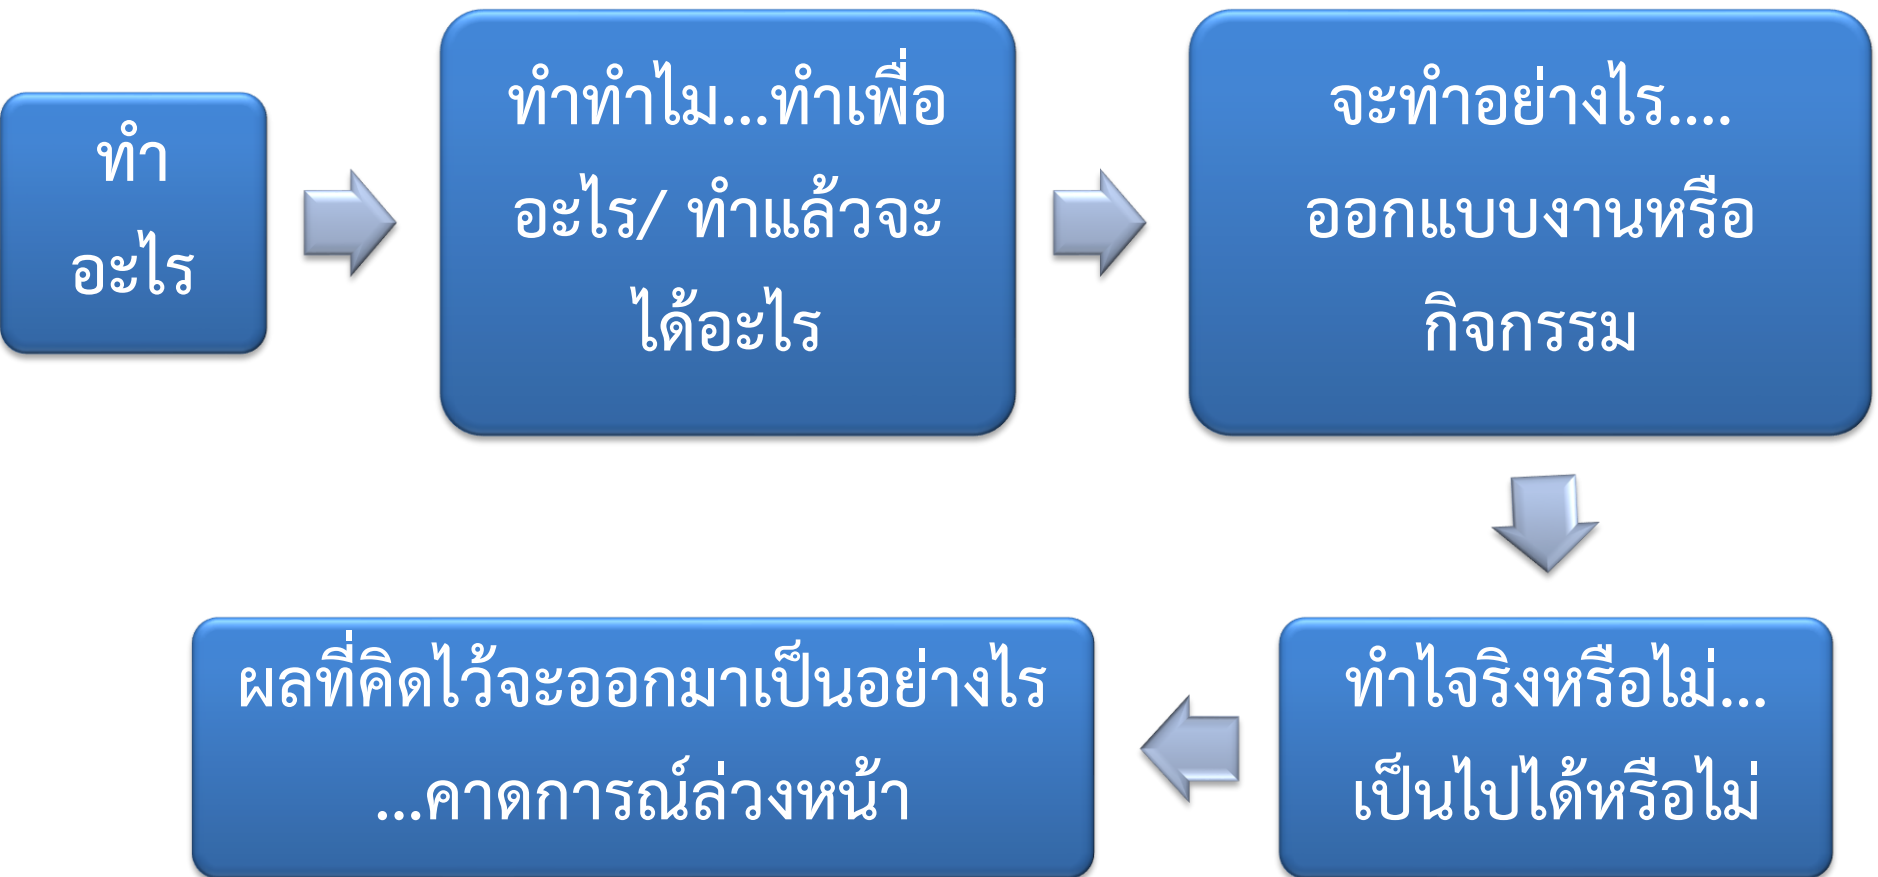 ทำ
อะไร
ทำทำไม...ทำเพื่อ
อะไร/ ทำแล้วจะ
ได้อะไร
จะทำอย่างไร....
ออกแบบงานหรือ
กิจกรรม
ทำไจริงหรือไม่...
เป็นไปได้หรือไม่
ผลที่คิดไว้จะออกมาเป็นอย่างไร
...คาดการณ์ล่วงหน้า